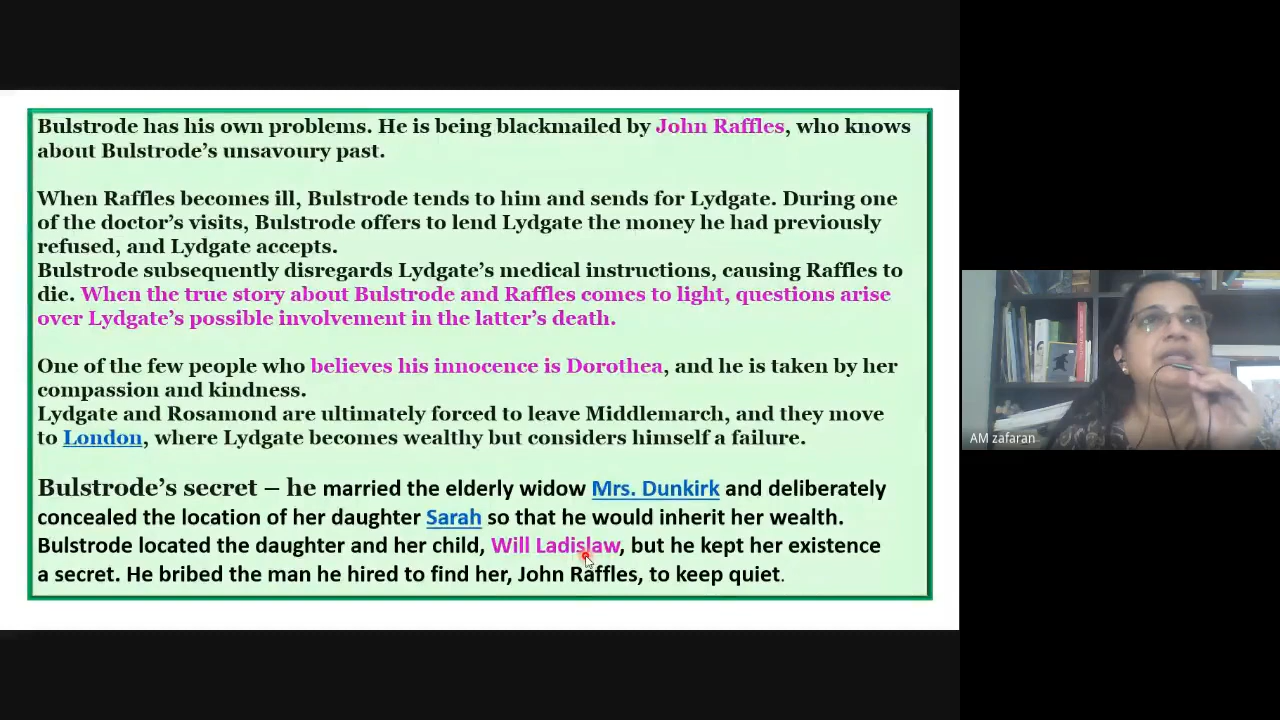 Bulstrode has his own problems. He is being blackmailed by John Raffles, who knows
about Bulstrode’s unsavoury past.
When Raffles becomes ill, Bulstrode tends to him and sends for Lydgate. During one
of the doctor’s visits, Bulstrode offers to lend Lydgate the money he had previously
refused, and Lydgate accepts.
Bulstrode subsequently disregards Lydgate’s medical instructions, causing Raffles to
die. When the true story about Bulstrode and Raffles comes to light, questions arise
over Lydgate’s possible involvement in the latter’s death.
One of the few people who believes his innocence is Dorothea, and he is taken by her
compassion and kindness.
Lydgate and Rosamond are ultimately forced to leave Middlemarch, and they move
to London, where Lydgate becomes wealthy but considers himself a failure.
Bulstrode’s secret – he married the elderly widow Mrs. Dunkirk and deliberately
concealed the location of her daughter Sarah so that he would inherit her wealth.
Bulstrode located the daughter and her child, Will Ladislaw, but he kept her existence
a secret. He bribed the man he hired to find her, John Raffles, to keep quiet.
AM zafaran